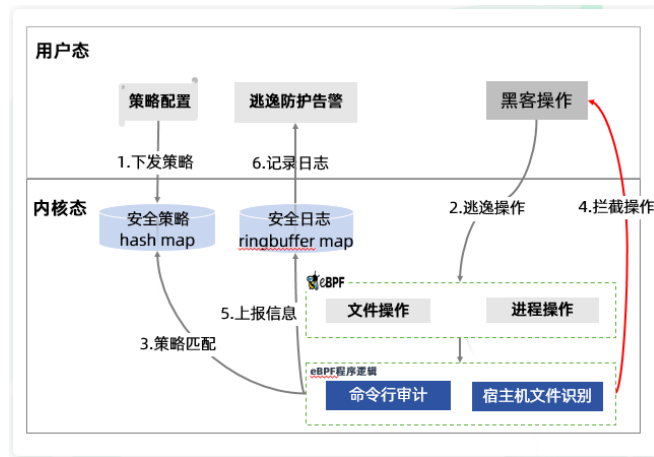 用户态
策略配置
逃逸防护告警
黑客操作
1.下发策略
6.记录日志
内核态
安全策略
hash map
安全日志
ringbuffer map
2.逃逸操作
4.拦截操作
eBPF
文件操作
进程操作
5.上报信息
3.策略匹配
eBPF程序逻辑
命令行审计
宿主机文件识别